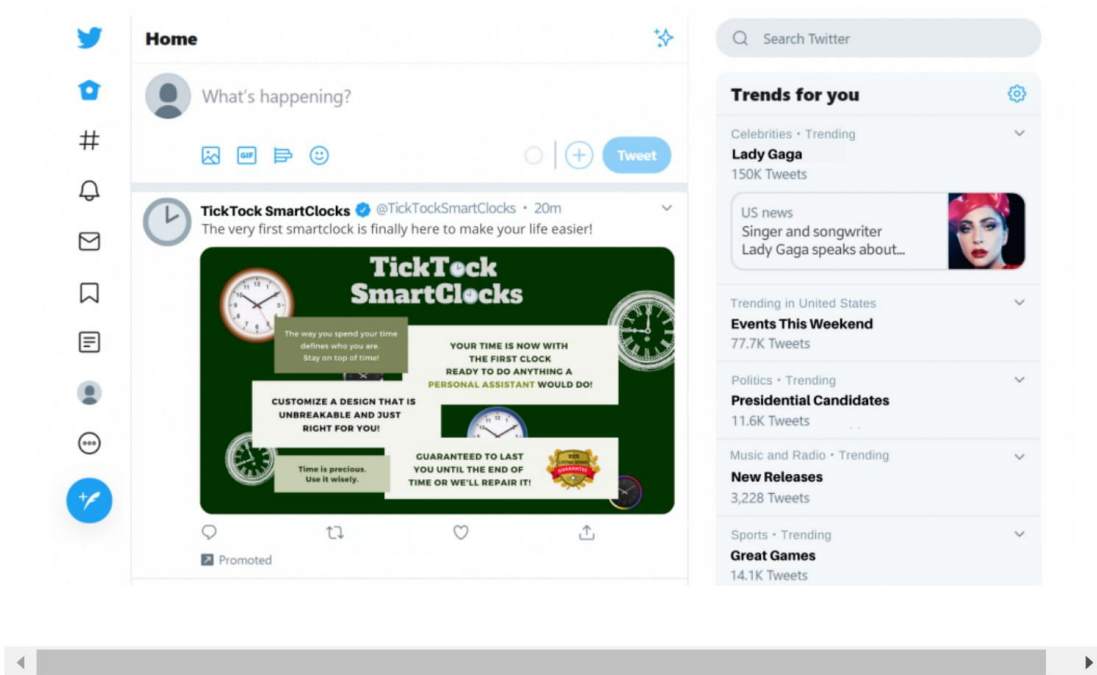 Home
What's happening?
GIF
Tweet
TickTock SmartClocks @TickTockSmartClocks • 20m
The very first smartclock is finally here to make your life easier!
TickTock
SmartClocks
The way you spend your time
defines who you are.
Stay on top of time!
YOUR TIME IS NOW WITH
THE FIRST CLOCK
READY TO DO ANYTHING A
PERSONAL ASSISTANT WOULD DO!
CUSTOMIZE A DESIGN THAT IS
UNBREAKABLE AND JUST
RIGHT FOR YOU!
Time is precious.
Use it wisely.
GUARANTEED TO LAST
YOU UNTIL THE END OF
TIME OR WE'LL REPAIR IT!
Promoted
Search Twitter
Trends for you
Celebrities • Trending
Lady Gaga
150K Tweets
US news
Singer and songwriter
Lady Gaga speaks about...
Trending in United States
Events This Weekend
77.7K Tweets
Politics • Trending
Presidential Candidates
11.6K Tweets
Music and Radio • Trending
New Releases
3,228 Tweets
Sports • Trending
Great Games
14.1K Tweets